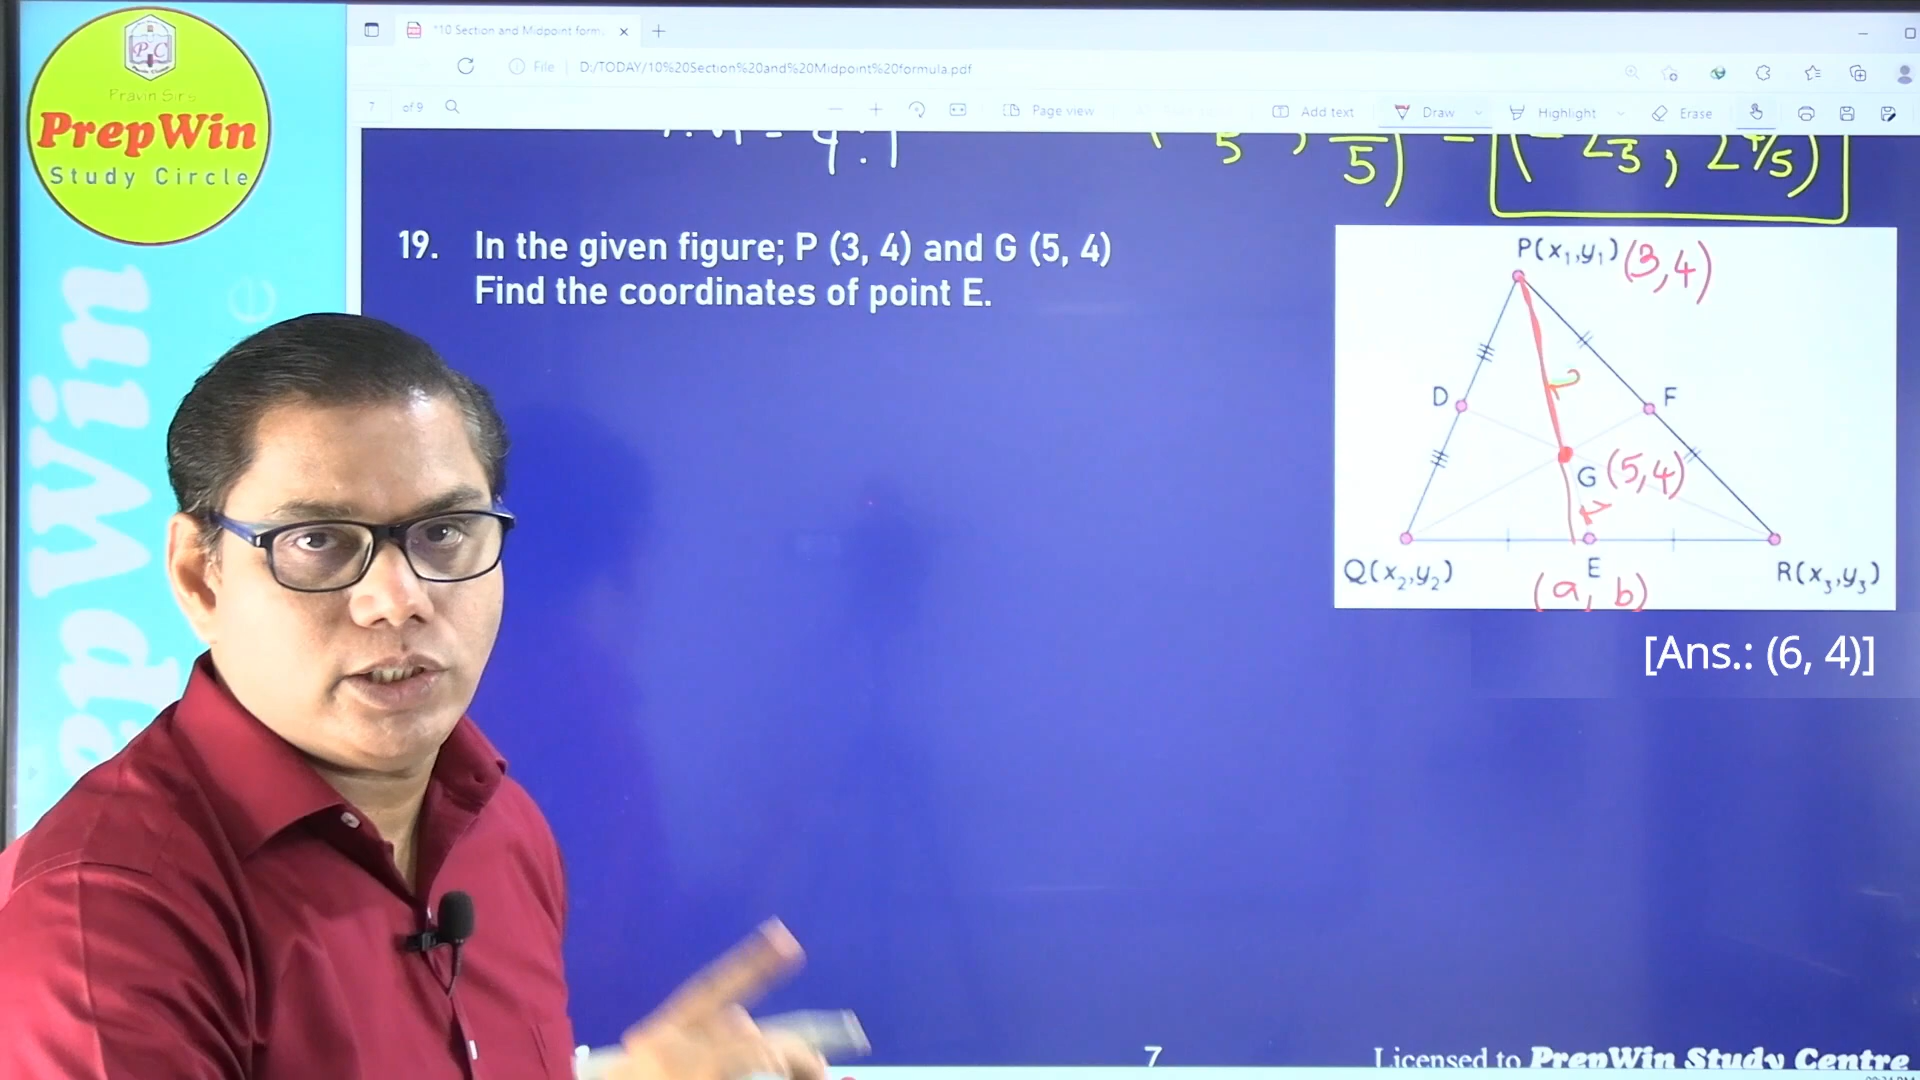 P C
Pravin Sir's
PrepWin
Study Circle
PrepWin
e
*10 Section and Midpoint form.
File D:/TODAY/10%20Section%20and%20Midpoint%20formula.pdf
7 of 9
Page view
Add text
Draw
Highlight
Erase
19. In the given figure; P (3, 4) and G (5, 4)
Find the coordinates of point E.
P(x₁,y₁) (3,4)
D
F
G (5,4)
Q(x₂,y₂)
E
R(x₃,y₃)
(a, b)
[Ans.: (6, 4)]
7
Licensed to PrepWin Study Centre